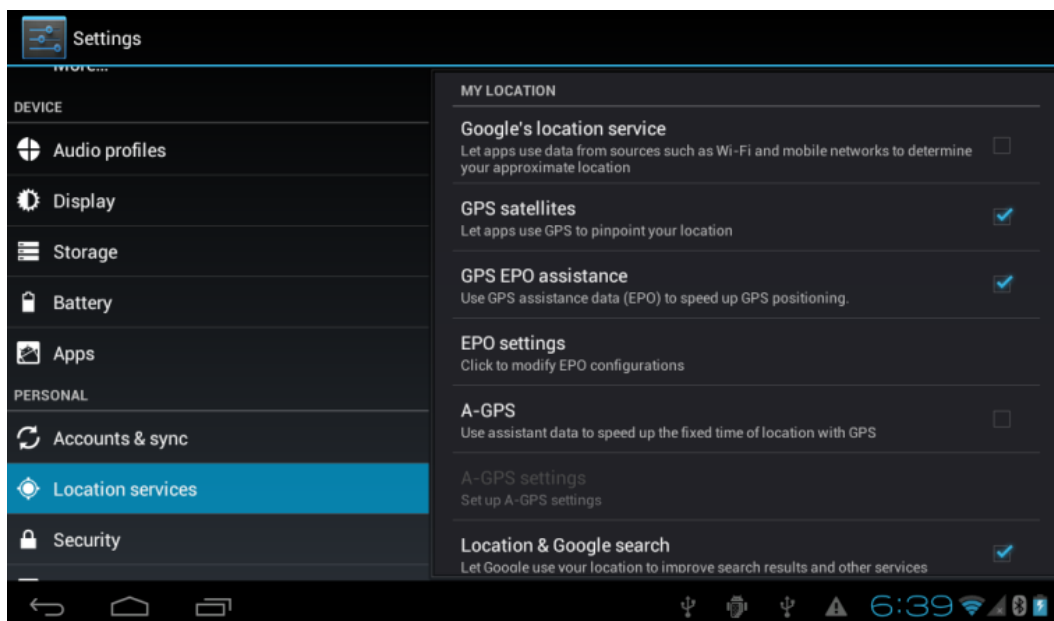 Settings
More...
DEVICE
Audio profiles
Display
Storage
Battery
Apps
PERSONAL
Accounts & sync
Location services
Security
MY LOCATION
Google's location service
Let apps use data from sources such as Wi-Fi and mobile networks to determine
your approximate location
GPS satellites
Let apps use GPS to pinpoint your location
GPS EPO assistance
Use GPS assistance data (EPO) to speed up GPS positioning.
EPO settings
Click to modify EPO configurations
A-GPS
Use assistant data to speed up the fixed time of location with GPS
A-GPS settings
Set up A-GPS settings
Location & Google search
Let Google use your location to improve search results and other services
6:39